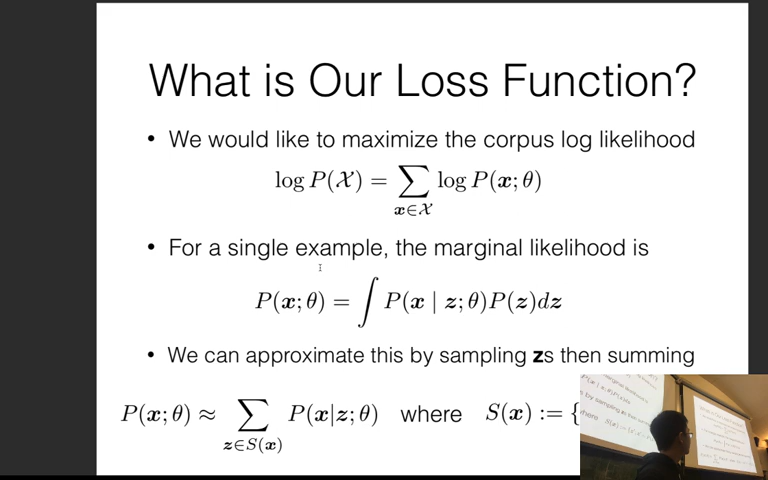 What is Our Loss Function?
• We would like to maximize the corpus log likelihood
log P(𝒳) = ∑_{x∈𝒳} log P(x; θ)
• For a single example, the marginal likelihood is
P(x; θ) = ∫ P(x | z; θ)P(z)dz
• We can approximate this by sampling zs then summing
P(x; θ) ≈ ∑_{z∈S(x)} P(x|z; θ) where S(x) := {